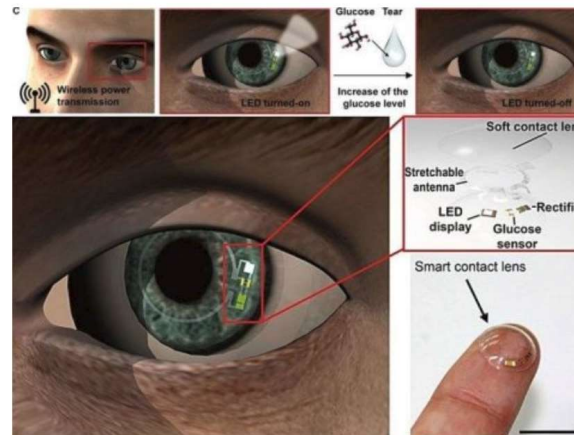 C
Wireless power
transmission
LED turned-on
Glucose Tear
Increase of the
glucose level
LED turned-off
Soft contact len
Stretchable
antenna
Rectifi
LED
display
Glucose
sensor
Smart contact lens